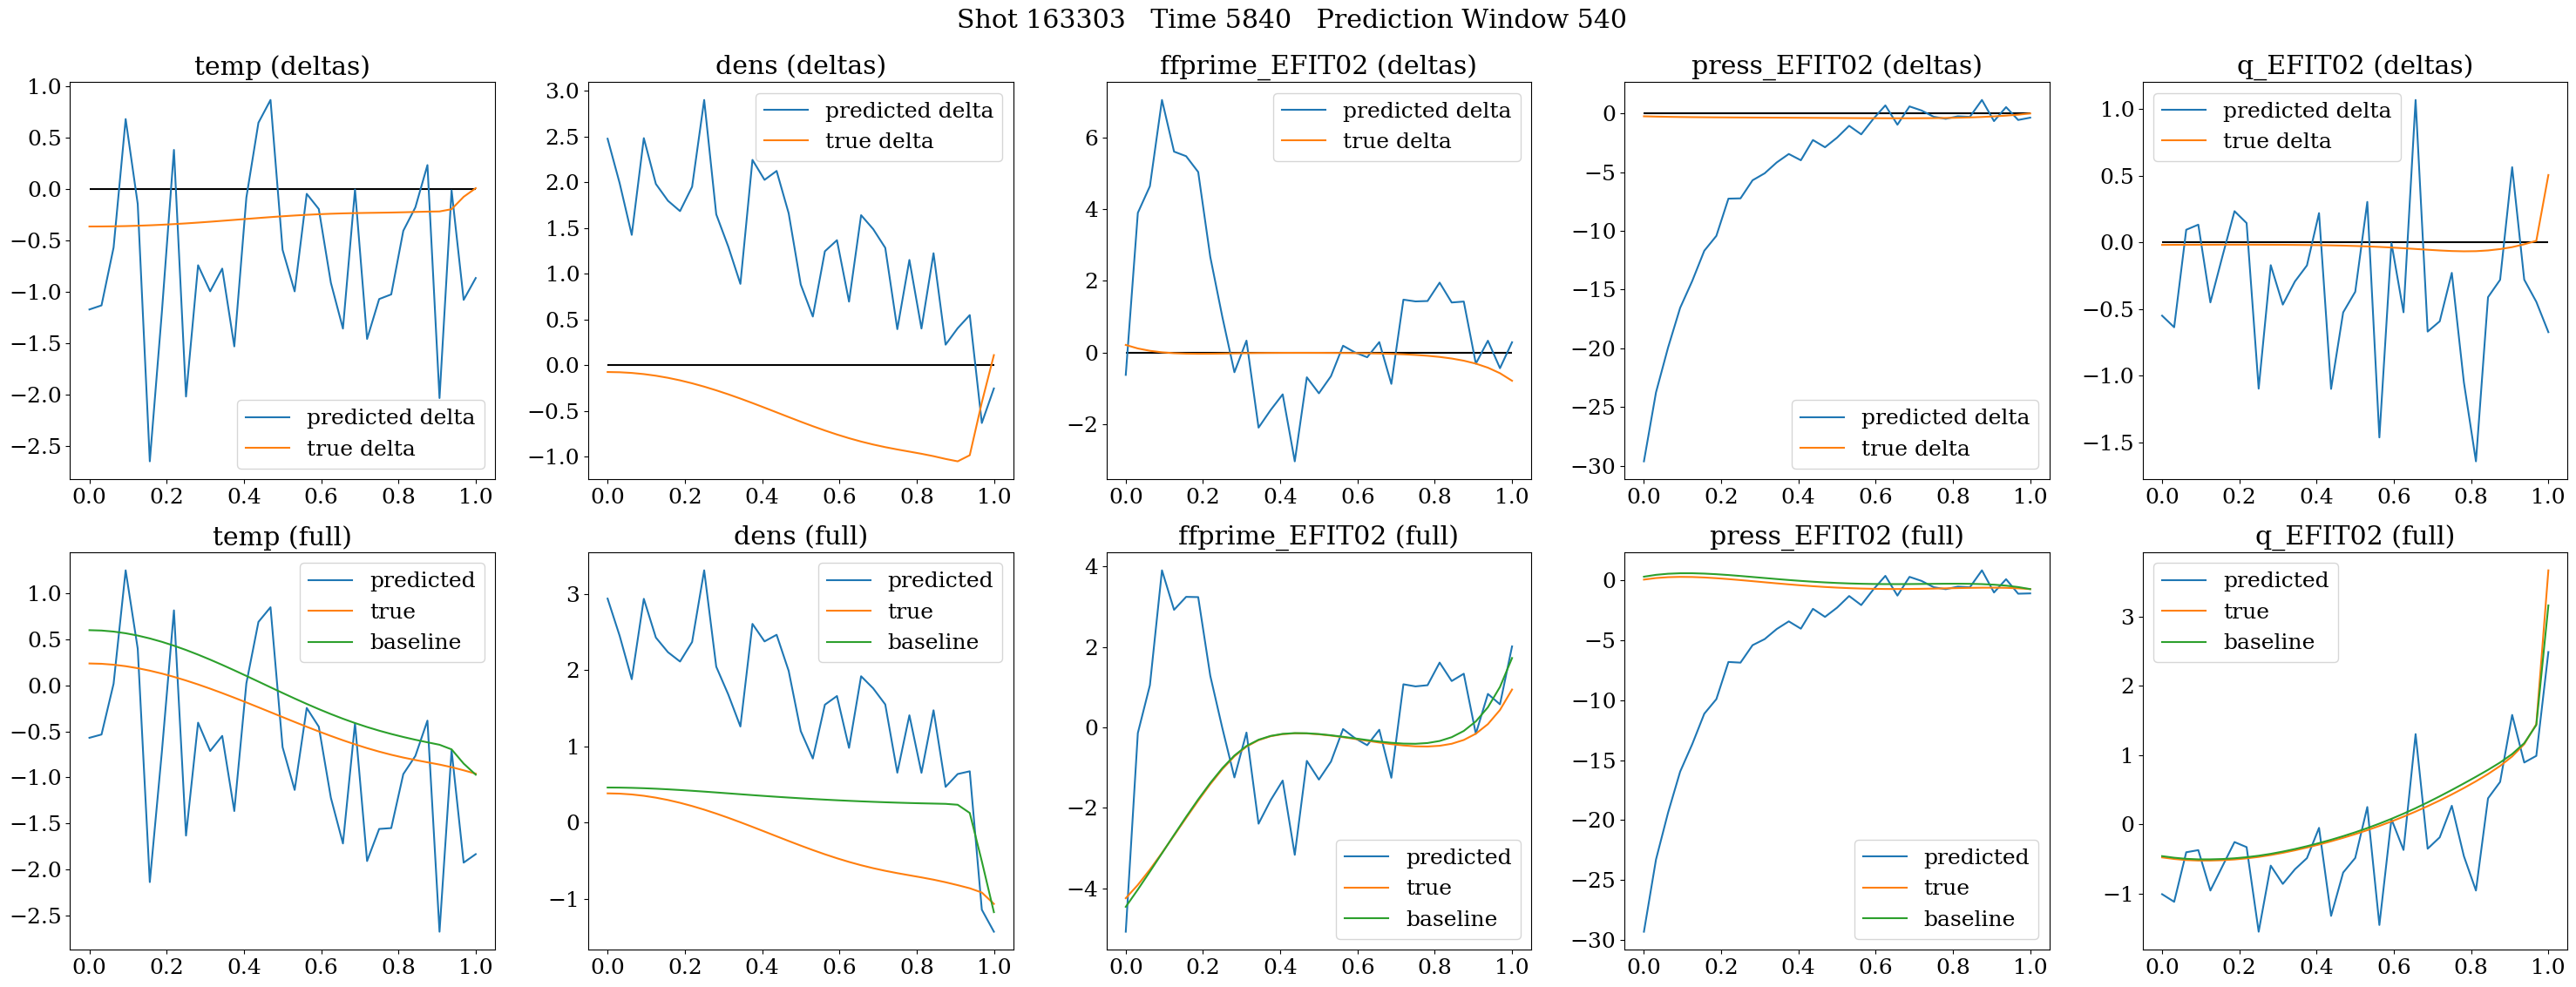 Shot 163303   Time 5840   Prediction Window 540
temp (deltas)
1.0
0.5
0.0
−0.5
−1.0
−1.5
−2.0
−2.5
predicted delta
true delta
0.0 0.2 0.4 0.6 0.8 1.0
dens (deltas)
3.0
2.5
2.0
1.5
1.0
0.5
0.0
−0.5
−1.0
predicted delta
true delta
0.0 0.2 0.4 0.6 0.8 1.0
ffprime_EFIT02 (deltas)
6
4
2
0
−2
predicted delta
true delta
0.0 0.2 0.4 0.6 0.8 1.0
press_EFIT02 (deltas)
0
−5
−10
−15
−20
−25
−30
predicted delta
true delta
0.0 0.2 0.4 0.6 0.8 1.0
q_EFIT02 (deltas)
1.0
0.5
0.0
−0.5
−1.0
−1.5
predicted delta
true delta
0.0 0.2 0.4 0.6 0.8 1.0
temp (full)
1.0
0.5
0.0
−0.5
−1.0
−1.5
−2.0
−2.5
predicted
true
baseline
0.0 0.2 0.4 0.6 0.8 1.0
dens (full)
3
2
1
0
−1
predicted
true
baseline
0.0 0.2 0.4 0.6 0.8 1.0
ffprime_EFIT02 (full)
4
2
0
−2
−4
predicted
true
baseline
0.0 0.2 0.4 0.6 0.8 1.0
press_EFIT02 (full)
0
−5
−10
−15
−20
−25
−30
predicted
true
baseline
0.0 0.2 0.4 0.6 0.8 1.0
q_EFIT02 (full)
3
2
1
0
−1
predicted
true
baseline
0.0 0.2 0.4 0.6 0.8 1.0